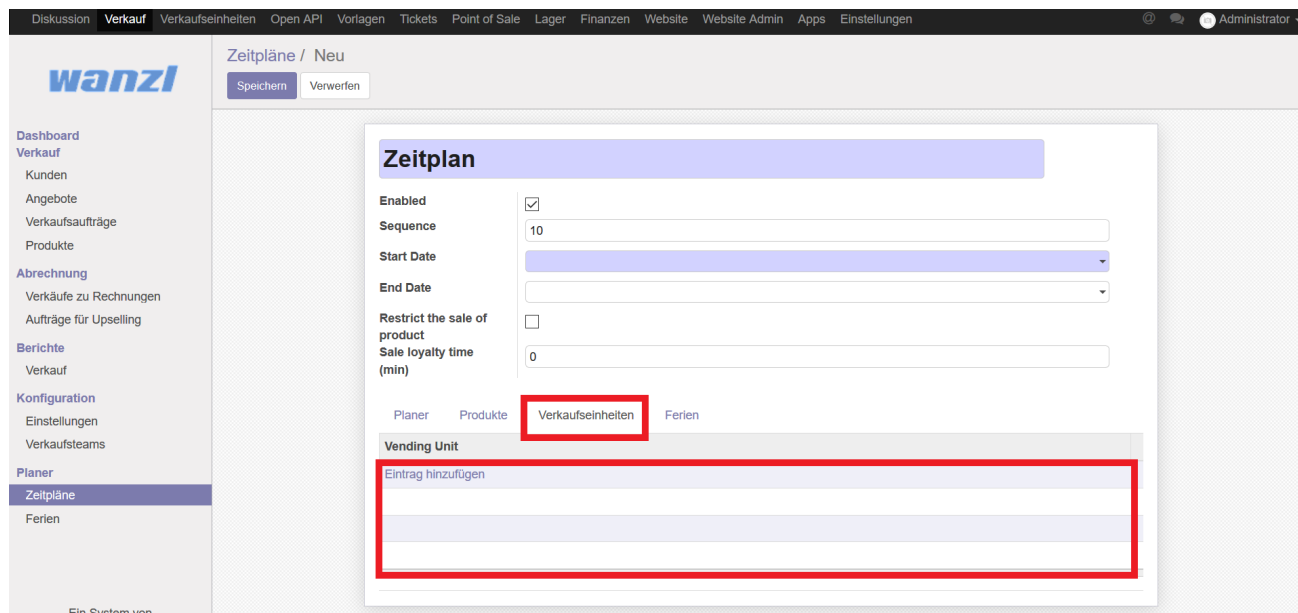 Diskussion Verkauf Verkaufseinheiten Open API Vorlagen Tickets Point of Sale Lager Finanzen Website Website Admin Apps Einstellungen @ Administrator
wanzl
Zeitpläne / Neu
Speichern Verwerfen
Dashboard
Verkauf
Kunden
Angebote
Verkaufsaufträge
Produkte
Abrechnung
Verkäufe zu Rechnungen
Aufträge für Upselling
Berichte
Verkauf
Konfiguration
Einstellungen
Verkaufsteams
Planer
Zeitpläne
Ferien
Ein System von
Zeitplan
Enabled
Sequence 10
Start Date
End Date
Restrict the sale of
product
Sale loyalty time
(min) 0
Planer Produkte Verkaufseinheiten Ferien
Vending Unit
Eintrag hinzufügen